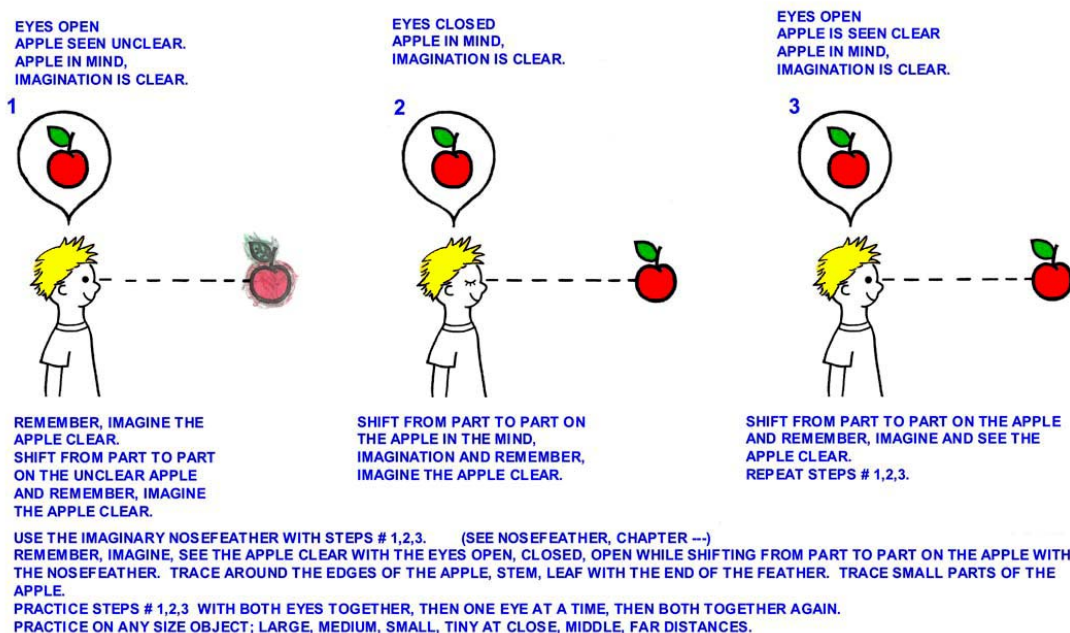 EYES OPEN
APPLE SEEN UNCLEAR.
APPLE IN MIND,
IMAGINATION IS CLEAR.
1
REMEMBER, IMAGINE THE
APPLE CLEAR.
SHIFT FROM PART TO PART
ON THE UNCLEAR APPLE
AND REMEMBER, IMAGINE
THE APPLE CLEAR.
EYES CLOSED
APPLE IN MIND,
IMAGINATION IS CLEAR.
2
SHIFT FROM PART TO PART ON
THE APPLE IN THE MIND,
IMAGINATION AND REMEMBER,
IMAGINE THE APPLE CLEAR.
EYES OPEN
APPLE IS SEEN CLEAR
APPLE IN MIND,
IMAGINATION IS CLEAR.
3
SHIFT FROM PART TO PART ON THE APPLE
AND REMEMBER, IMAGINE AND SEE THE
APPLE CLEAR.
REPEAT STEPS # 1,2,3.
USE THE IMAGINARY NOSEFEATHER WITH STEPS # 1,2,3. (SEE NOSEFEATHER, CHAPTER ---)
REMEMBER, IMAGINE, SEE THE APPLE CLEAR WITH THE EYES OPEN, CLOSED, OPEN WHILE SHIFTING FROM PART TO PART ON THE APPLE WITH
THE NOSEFEATHER. TRACE AROUND THE EDGES OF THE APPLE, STEM, LEAF WITH THE END OF THE FEATHER. TRACE SMALL PARTS OF THE
APPLE.
PRACTICE STEPS # 1,2,3 WITH BOTH EYES TOGETHER, THEN ONE EYE AT A TIME, THEN BOTH TOGETHER AGAIN.
PRACTICE ON ANY SIZE OBJECT; LARGE, MEDIUM, SMALL, TINY AT CLOSE, MIDDLE, FAR DISTANCES.